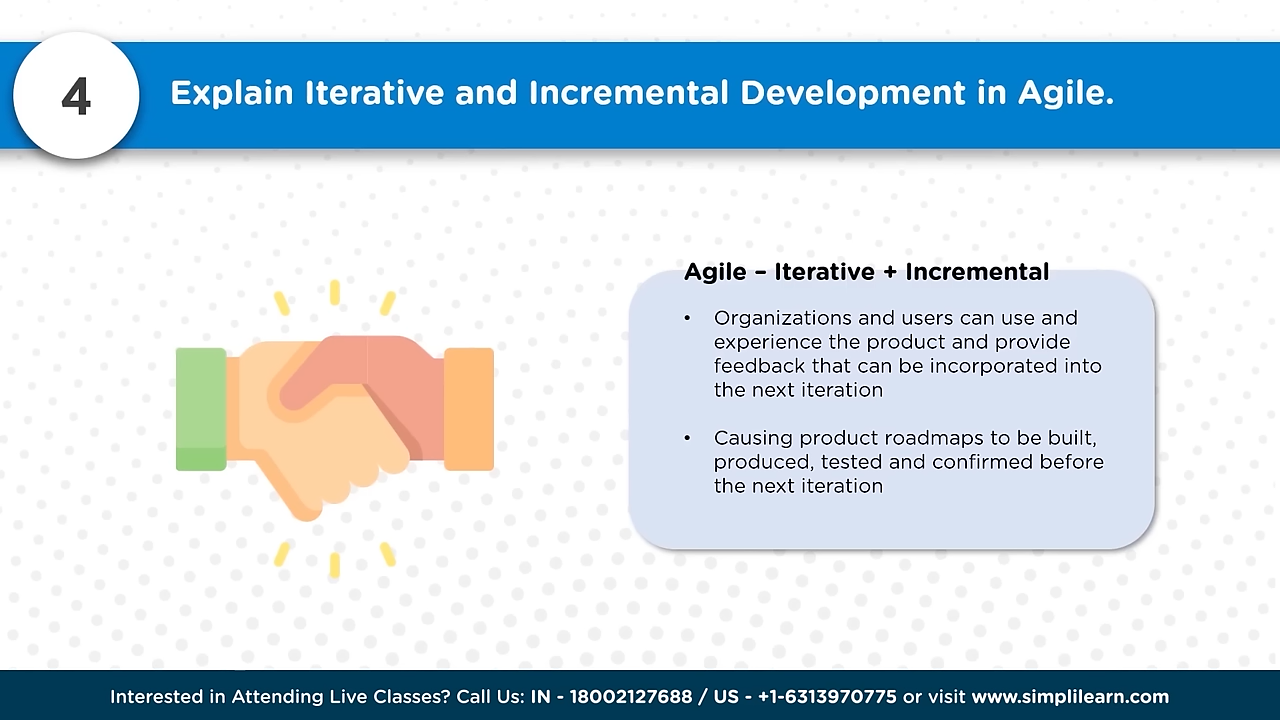 4
Explain Iterative and Incremental Development in Agile.
Agile – Iterative + Incremental
• Organizations and users can use and
experience the product and provide
feedback that can be incorporated into
the next iteration
• Causing product roadmaps to be built,
produced, tested and confirmed before
the next iteration
Interested in Attending Live Classes? Call Us: IN - 18002127688 / US - +1-6313970775 or visit www.simplilearn.com